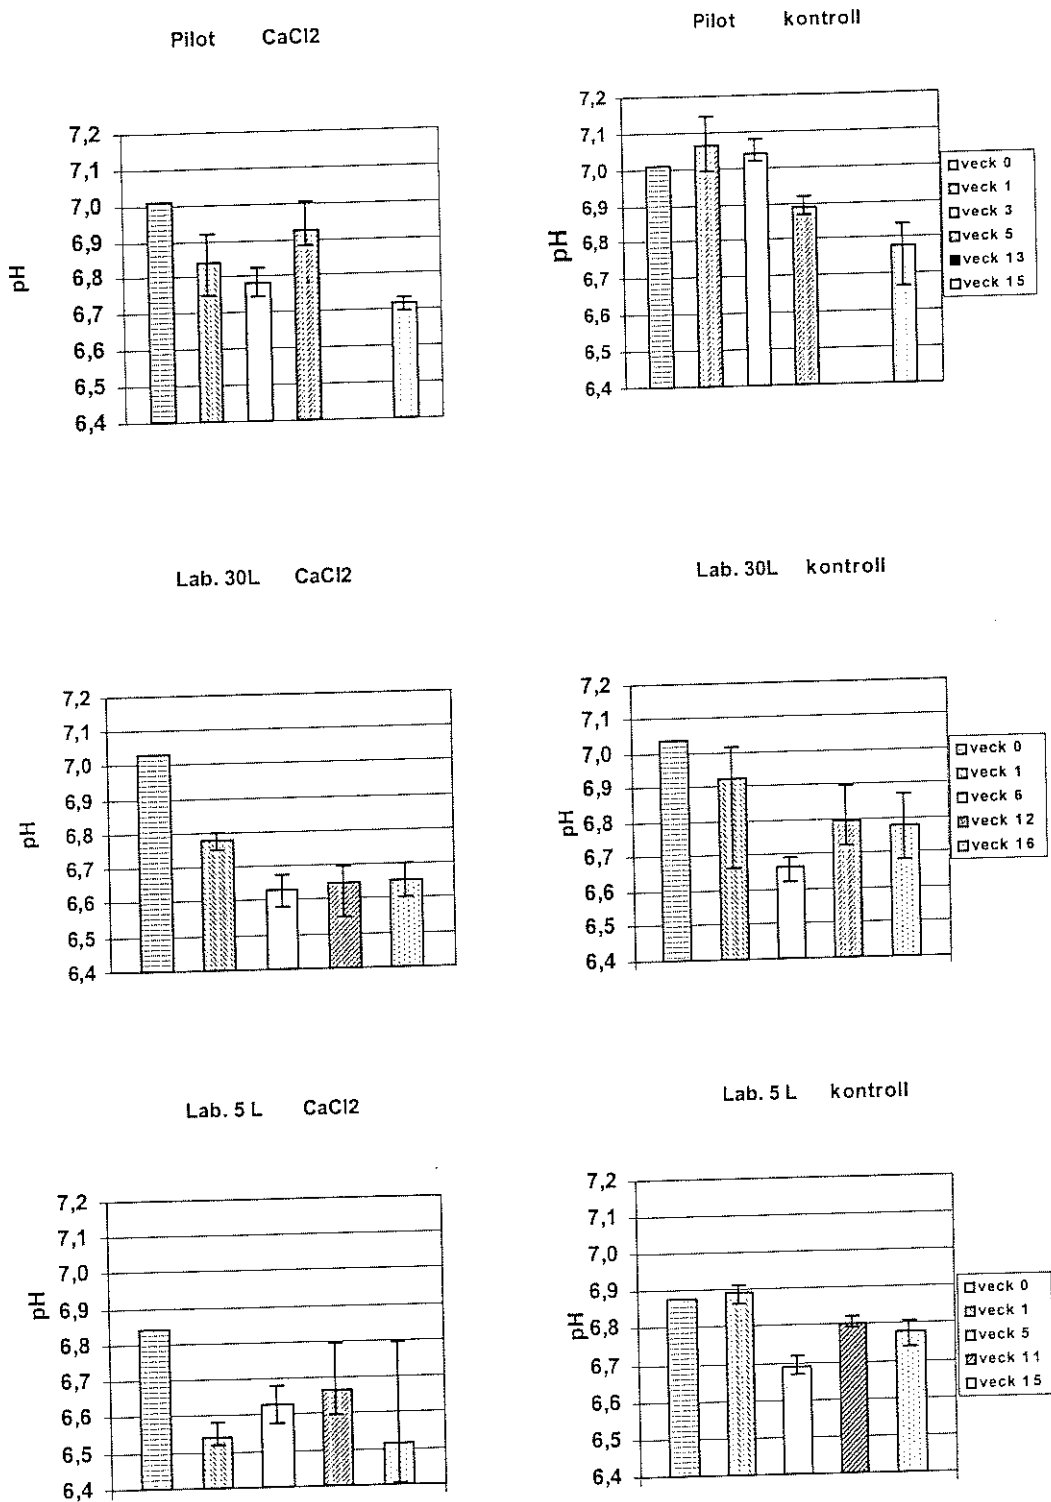 Pilot CaCl2
7,2
7,1
7,0
6,9
6,8
6,7
6,6
6,5
6,4
pH
Pilot kontroll
7,2
7,1
7,0
6,9
6,8
6,7
6,6
6,5
6,4
pH
veck 0
veck 1
veck 3
veck 5
veck 13
veck 15
Lab. 30L CaCl2
7,2
7,1
7,0
6,9
6,8
6,7
6,6
6,5
6,4
pH
Lab. 30L kontroll
7,2
7,1
7,0
6,9
6,8
6,7
6,6
6,5
6,4
pH
veck 0
veck 1
veck 6
veck 12
veck 16
Lab. 5 L CaCl2
7,2
7,1
7,0
6,9
6,8
6,7
6,6
6,5
6,4
pH
Lab. 5 L kontroll
7,2
7,1
7,0
6,9
6,8
6,7
6,6
6,5
6,4
pH
veck 0
veck 1
veck 5
veck 11
veck 15